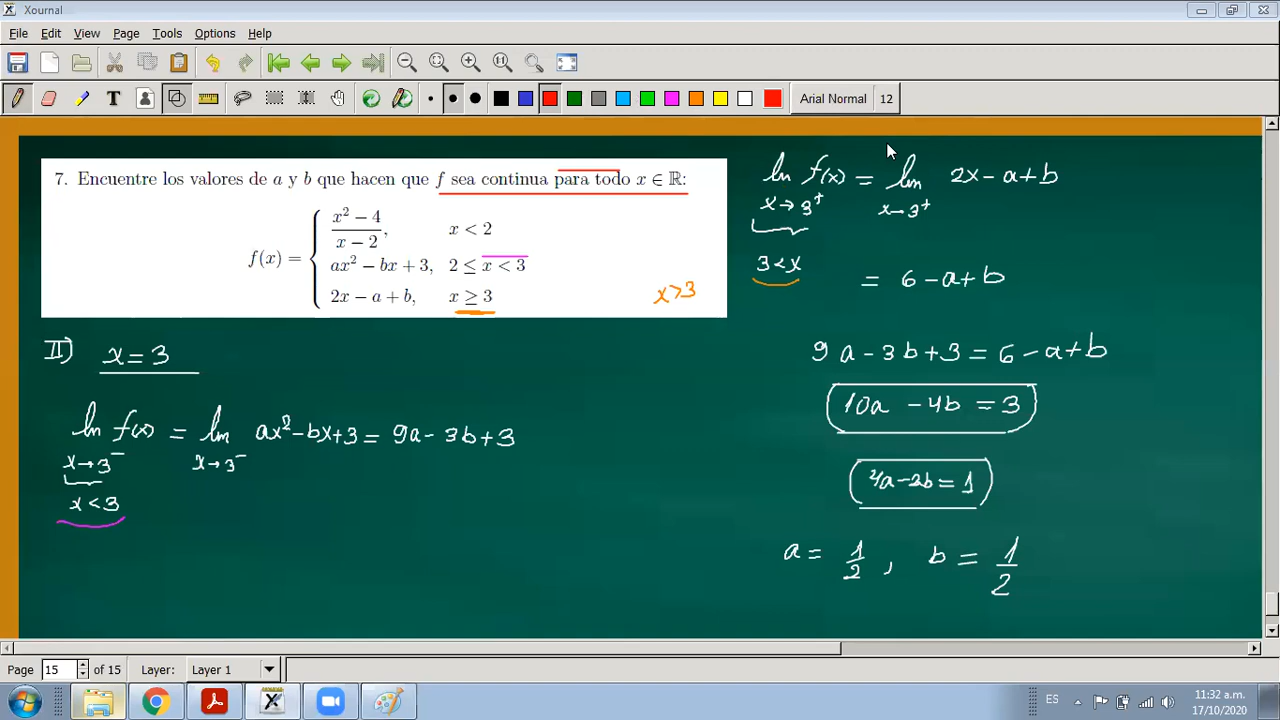 Xournal
File Edit View Page Tools Options Help
Arial Normal 12
7. Encuentre los valores de a y b que hacen que f sea continua para todo x ∈ ℝ:
f(x) = { (x² − 4)/(x − 2), x < 2
ax² − bx + 3, 2 ≤ x < 3
2x − a + b, x ≥ 3
x>3
II) x=3
lim f(x) = lim ax²-bx+3 = 9a-3b+3
x→3⁻ x→3⁻
x<3
lim f(x) = lim 2x-a+b
x→3⁺ x→3⁺
3<x
= 6-a+b
9a-3b+3=6-a+b
10a-4b=3
4a-2b=1
a= 1/2, b= 1/2
Page 15 of 15 Layer: Layer 1
ES
11:32 a.m.
17/10/2020